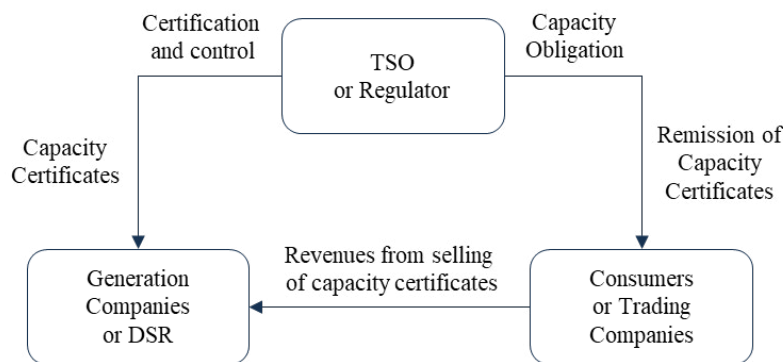 Certification
and control
TSO
or Regulator
Capacity
Obligation
Capacity
Certificates
Remission of
Capacity
Certificates
Generation
Companies
or DSR
Revenues from selling
of capacity certificates
Consumers
or Trading
Companies